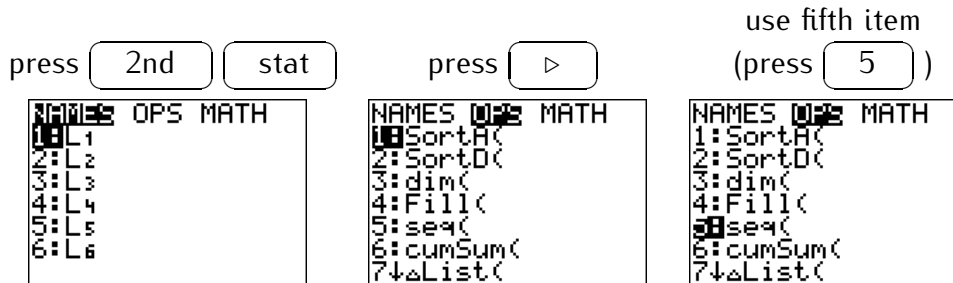 press 2nd stat
NAMES OPS MATH
1:L1
2:L2
3:L3
4:L4
5:L5
6:L6
press ▷
NAMES OPS MATH
1:SortA(
2:SortD(
3:dim(
4:Fill(
5:seq(
6:cumSum(
7↓△List(
use fifth item
(press 5 )
NAMES OPS MATH
1:SortA(
2:SortD(
3:dim(
4:Fill(
5:seq(
6:cumSum(
7↓△List(